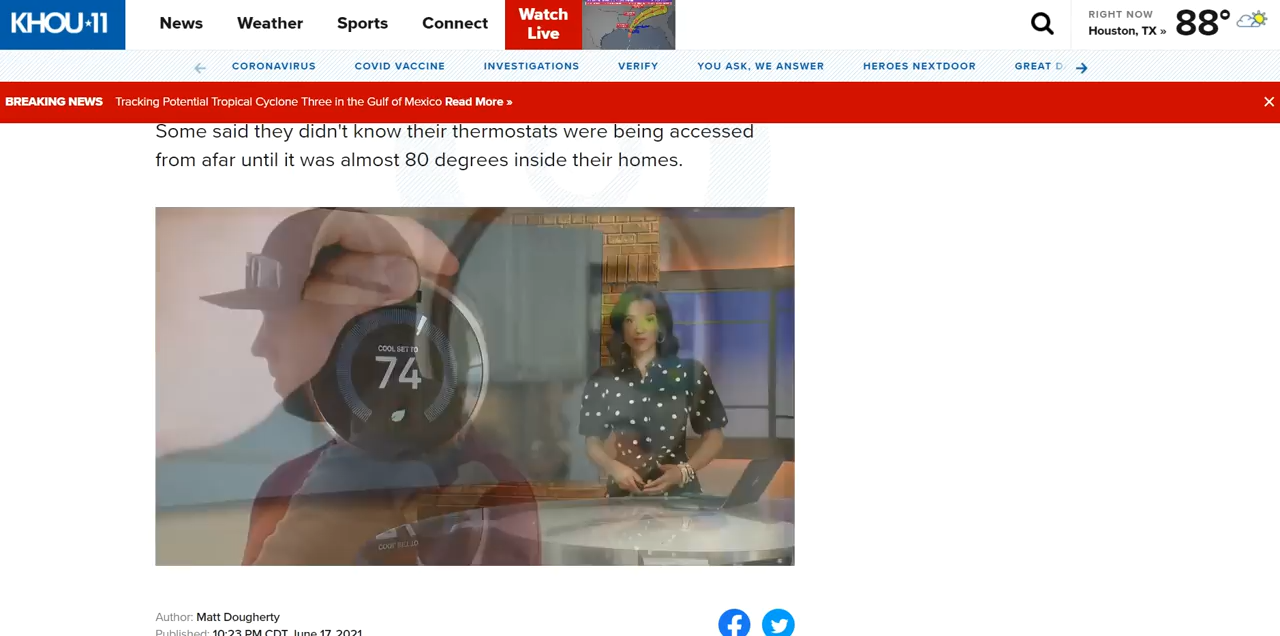 KHOU★11
News
Weather
Sports
Connect
Watch
Live
RIGHT NOW
Houston, TX »
88°
CORONAVIRUS
COVID VACCINE
INVESTIGATIONS
VERIFY
YOU ASK, WE ANSWER
HEROES NEXTDOOR
GREAT D
BREAKING NEWS Tracking Potential Tropical Cyclone Three in the Gulf of Mexico Read More »
Some said they didn't know their thermostats were being accessed
from afar until it was almost 80 degrees inside their homes.
COOL SET TO
74
Author: Matt Dougherty
Published: 10:23 PM CDT June 17, 2021